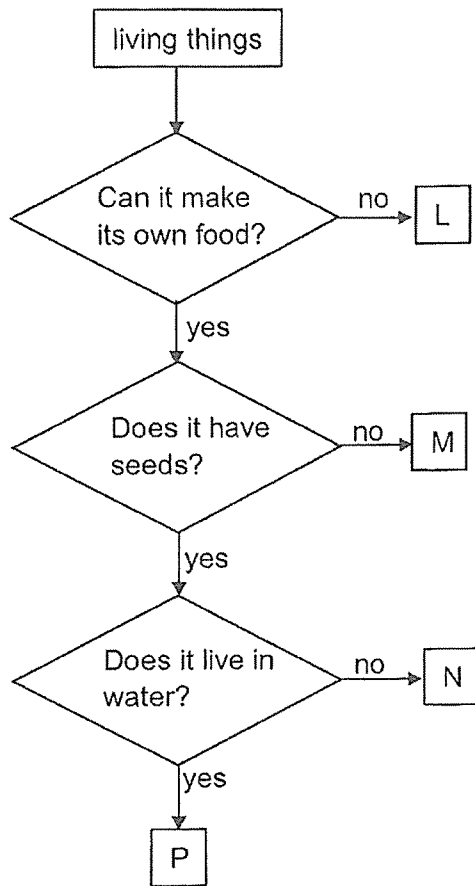 living things
Can it make
its own food?
no
L
yes
Does it have
seeds?
no
M
yes
Does it live in
water?
no
N
yes
P